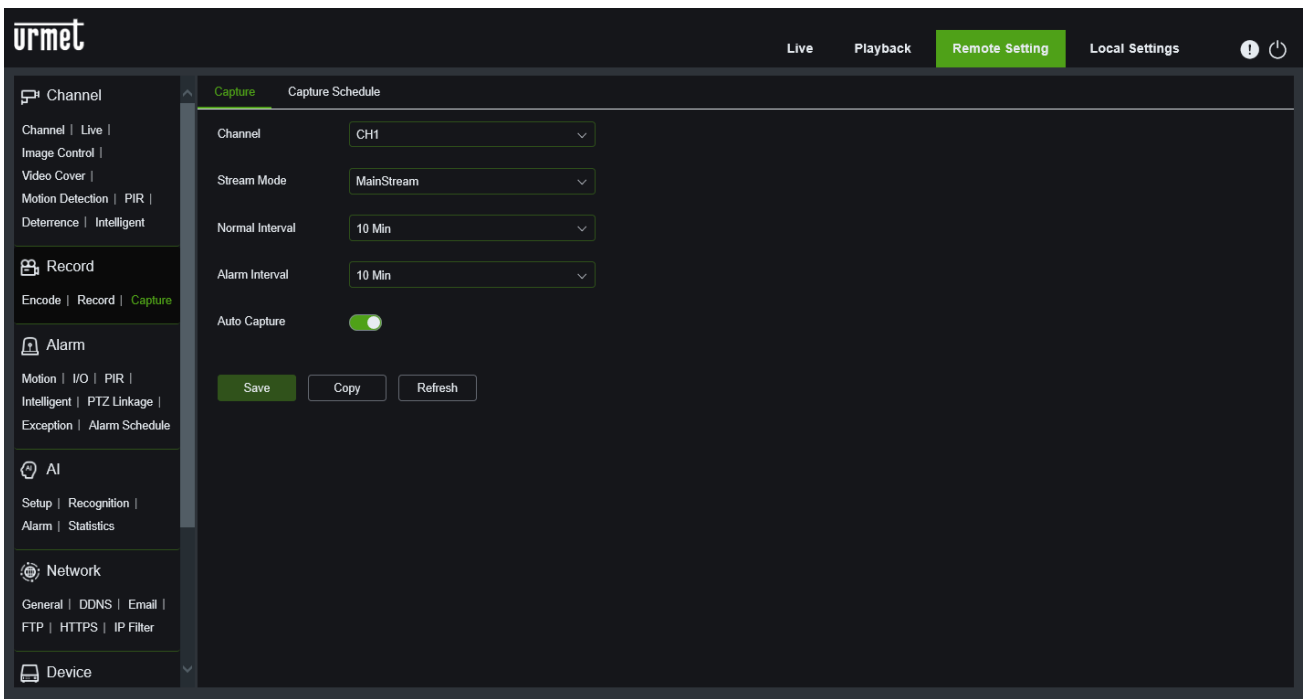 urmet
Live Playback Remote Setting Local Settings
Channel
Channel | Live |
Image Control |
Video Cover |
Motion Detection | PIR |
Deterrence | Intelligent
Record
Encode | Record | Capture
Alarm
Motion | I/O | PIR |
Intelligent | PTZ Linkage |
Exception | Alarm Schedule
AI
AI
Setup | Recognition |
Alarm | Statistics
Network
General | DDNS | Email |
FTP | HTTPS | IP Filter
Device
Capture Capture Schedule
Channel CH1
Stream Mode MainStream
Normal Interval 10 Min
Alarm Interval 10 Min
Auto Capture
Save Copy Refresh